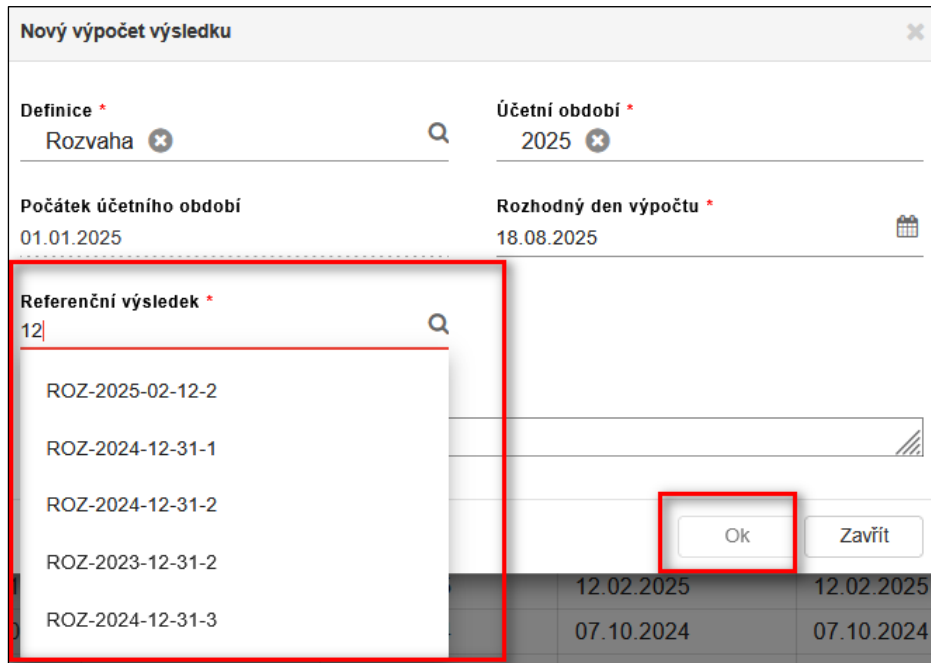 Nový výpočet výsledku
Definice *
Účetní období *
Rozvaha
2025
Počátek účetního období
Rozhodný den výpočtu *
01.01.2025
18.08.2025
Referenční výsledek *
12
ROZ-2025-02-12-2
ROZ-2024-12-31-1
ROZ-2024-12-31-2
ROZ-2023-12-31-2
ROZ-2024-12-31-3
Ok
Zavřít
12.02.2025
12.02.2025
07.10.2024
07.10.2024